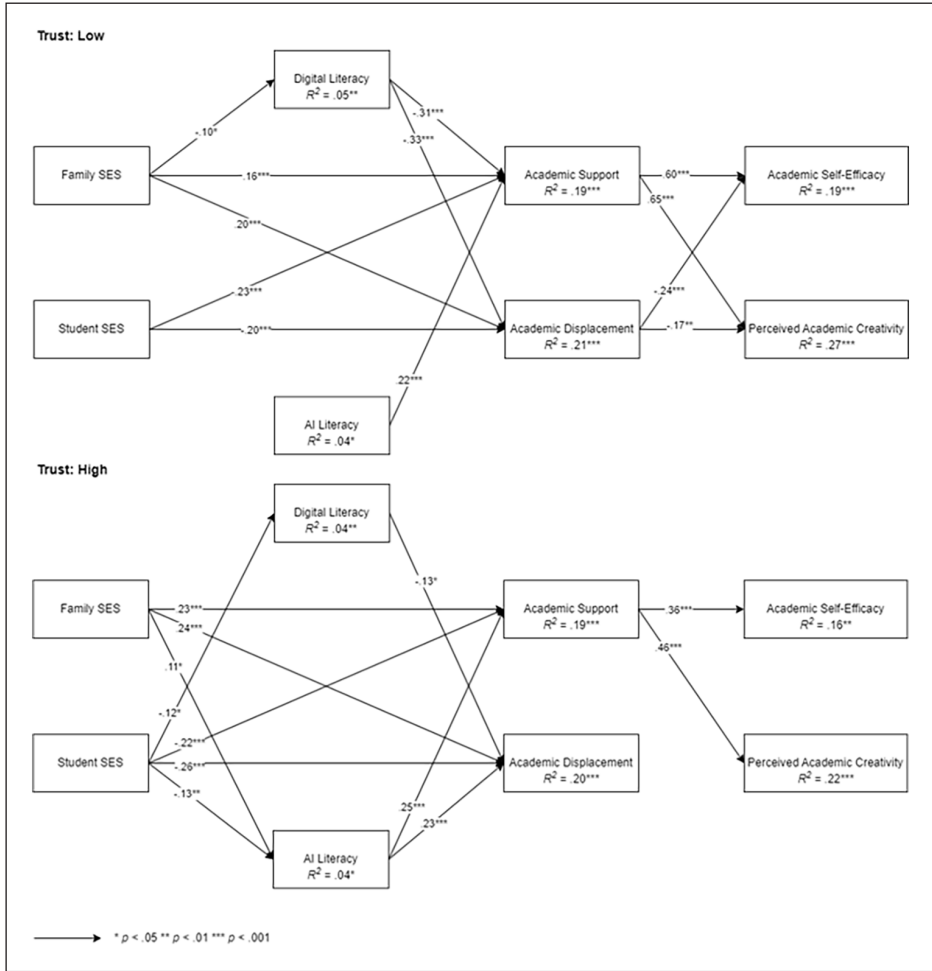 Trust: Low
Digital Literacy
R² = .05**
-.10*
-.31***
-.33***
Family SES
.16***
Academic Support
R² = .19***
.60***
Academic Self-Efficacy
R² = .19***
.65***
.20***
-.23***
-.24***
Student SES
-.20***
Academic Displacement
R² = .21***
-.17**
Perceived Academic Creativity
R² = .27***
.22***
AI Literacy
R² = .04*
Trust: High
Digital Literacy
R² = .04**
-.13*
Family SES
.23***
.24***
Academic Support
R² = .19***
.36***
Academic Self-Efficacy
R² = .16**
.46***
.11*
-.12*
-.22***
Student SES
-.26***
Academic Displacement
R² = .20***
Perceived Academic Creativity
R² = .22***
-.13**
.25***
.23***
AI Literacy
R² = .04*
* p < .05 ** p < .01 *** p < .001